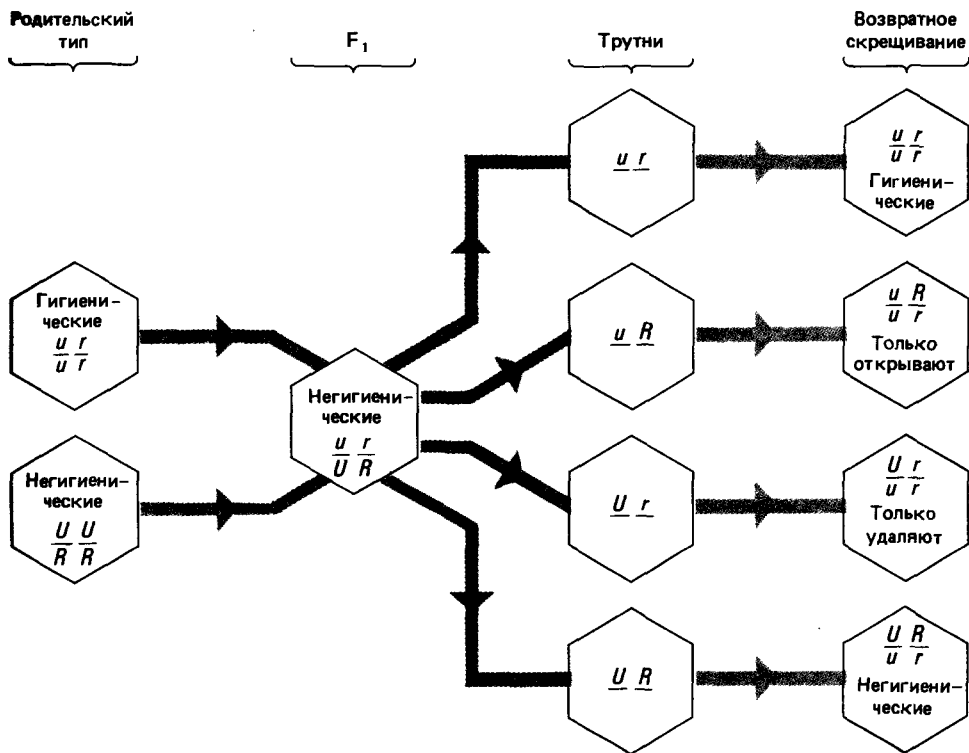 Родительский
тип
F₁
Трутни
Возвратное
скрещивание
u r
u r
u r
Гигиени-
ческие
Гигиени-
ческие
u r
u r
u R
u R
u r
Только
открывают
Негигиени-
ческие
u r
U R
Негигиени-
ческие
U U
R R
U r
U r
u r
Только
удаляют
U R
U R
u r
Негигиени-
ческие